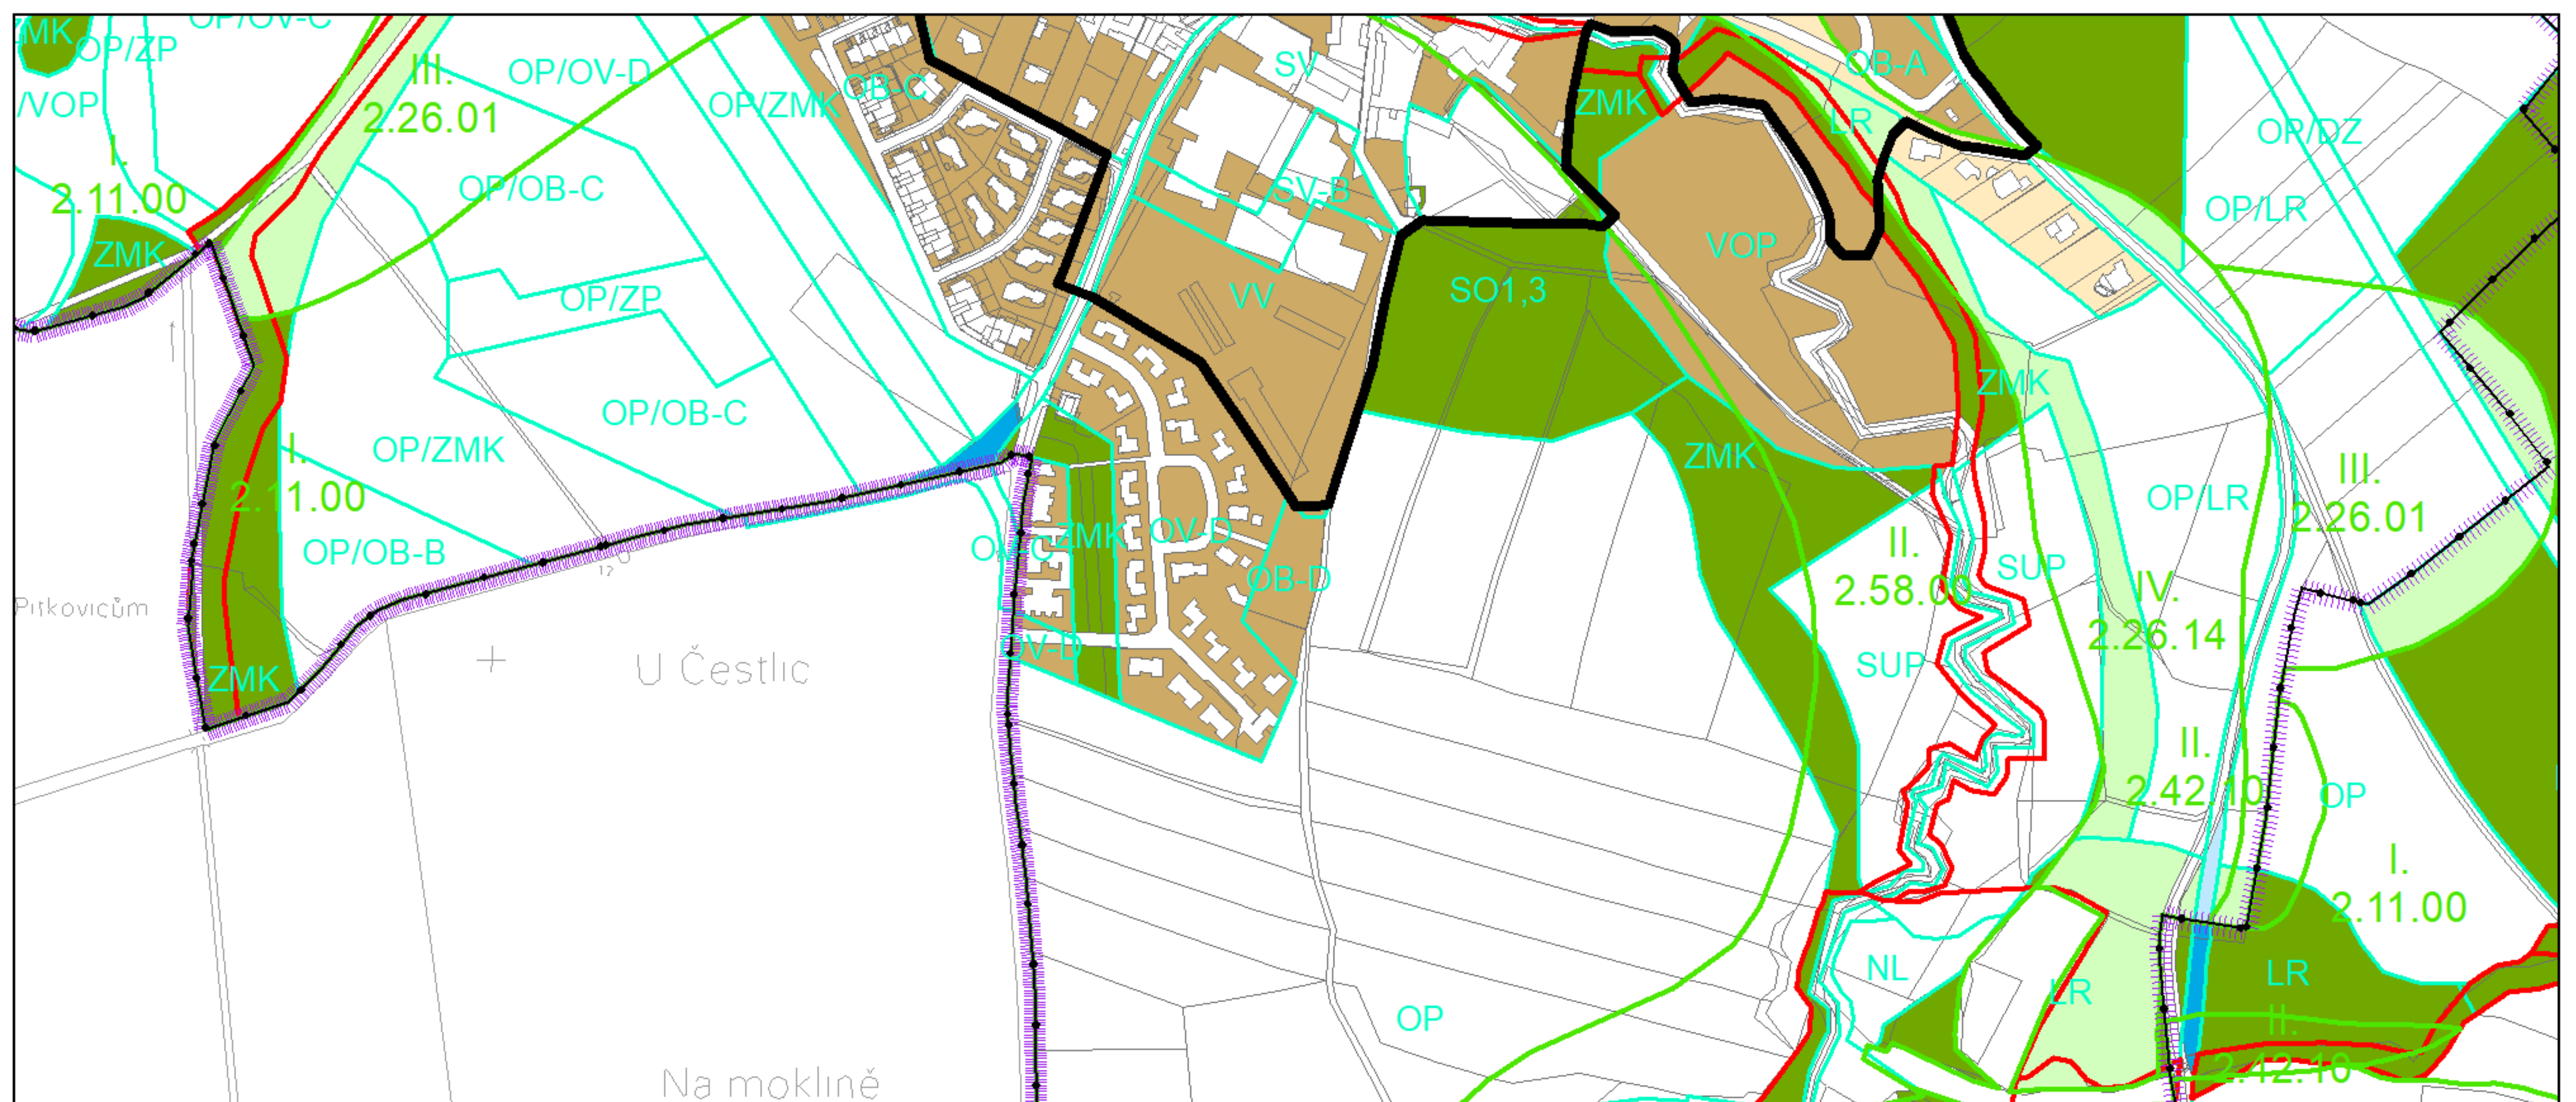 ZMK
OP/ZP
OP/OV-C
/VOP
I.
2.11.00
ZMK
III.
2.26.01
OP/OV-D
OP/ZMK
OB-C
OP/OB-C
OP/ZP
OP/OB-C
OP/ZMK
I.
2.11.00
OP/OB-B
ZMK
SV
SV-B
VV
SO1,3
ZMK
LR
OB-A
VOP
OP/DZ
OP/LR
ZMK
ZMK
ZMK
OV-D
OB-D
OV-D
OP/LR
III.
2.26.01
II.
2.58.00
SUP
SUP
IV.
2.26.14
II.
2.42.10
OP
I.
2.11.00
NL
LR
LR
II.
2.42.10
OP
U Čestlic
Na moklině